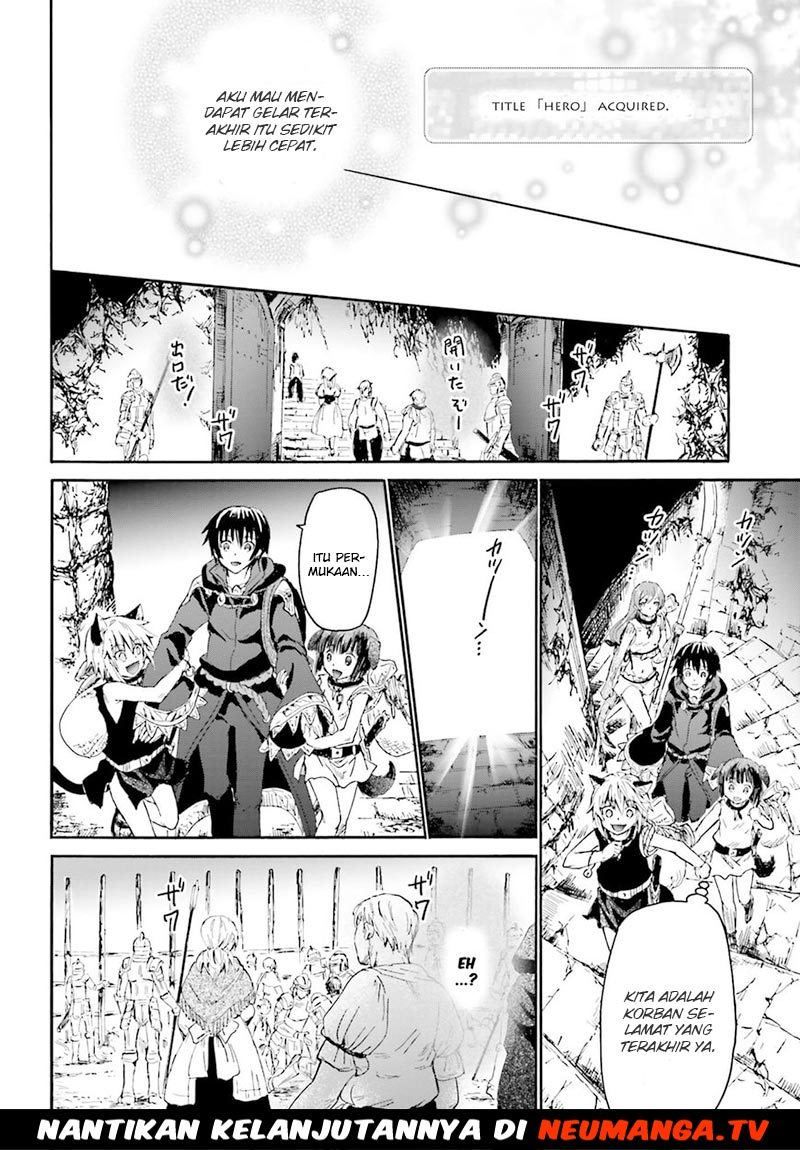 TITLE「HERO」ACQUIRED.
AKU MAU MEN-
DAPAT GELAR TER-
AKHIR ITU SEDIKIT
LEBIH CEPAT.
ザワ
開いたぞー
ザワ
出口だ!
カツーン
カツーン
KITA ADALAH
KORBAN SE-
LAMAT YANG
TERAKHIR YA.
カツーン…
ITU PER-
MUKAAN...
EH
...?
ザワ
ザワ
NANTIKAN KELANJUTANNYA DI NEUMANGA.TV